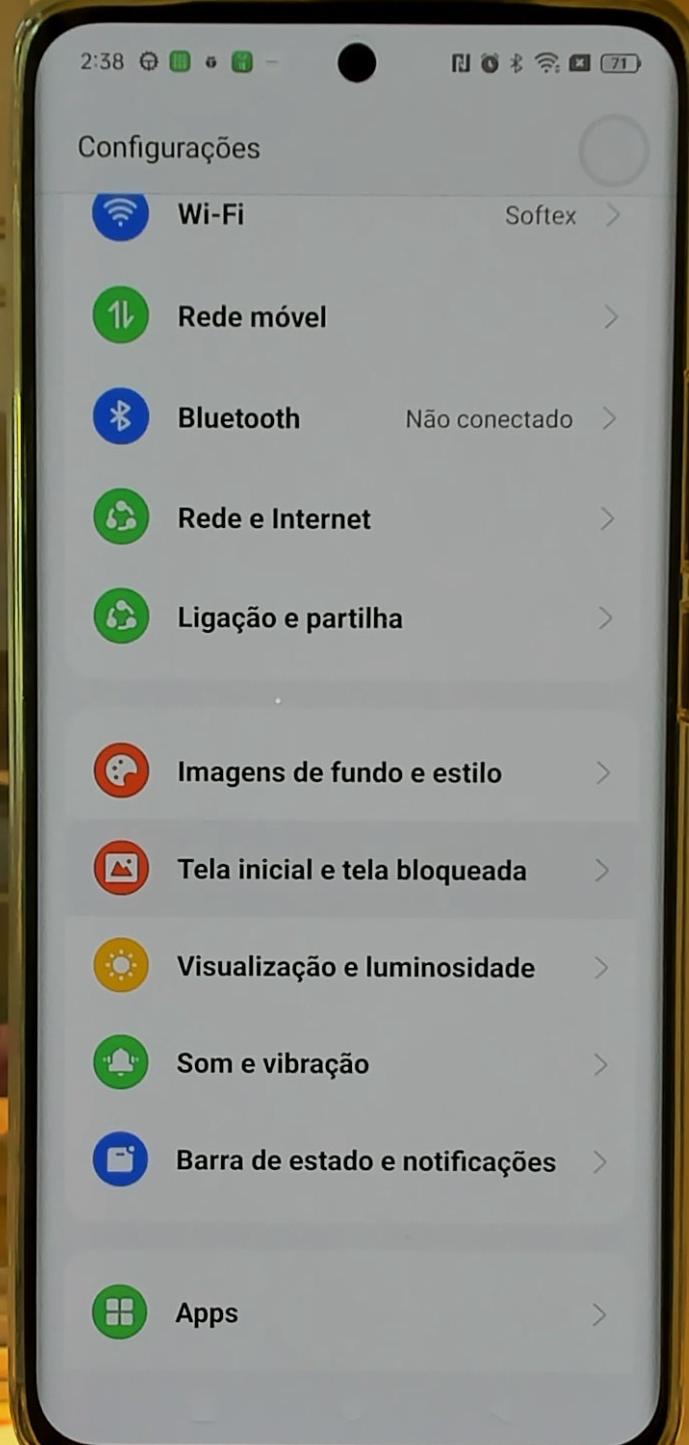 2:38 71
Configurações
Wi-Fi Softex
Rede móvel
Bluetooth Não conectado
Rede e Internet
Ligação e partilha
Imagens de fundo e estilo
Tela inicial e tela bloqueada
Visualização e luminosidade
Som e vibração
Barra de estado e notificações
Apps